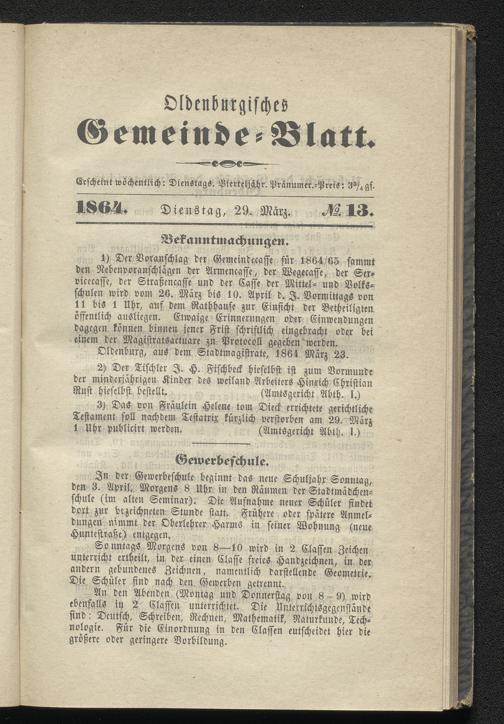 Oldenburgisches
Gemeinde-Blatt.
Erscheint wöchentlich: Dienstags. Vierteljähr. Pränumer.-Preis: 3¾ gſ.
1864. Dienstag, 29. März. № 13.
Bekanntmachungen.
1) Der Voranschlag der Gemeindecasse für 1864/65 sammt
den Nebenvoranschlägen der Armencasse, der Wegecasse, der Ser-
vicecasse, der Straßencasse und der Casse der Mittel- und Volks-
schulen wird vom 26. März bis 10. April d. J. Vormittags von
11 bis 1 Uhr, auf dem Rathhause zur Einsicht der Betheiligten
öffentlich ausliegen. Etwaige Erinnerungen oder Einwendungen
dagegen können binnen jener Frist schriftlich eingebracht oder bei
einem der Magistratsactuare zu Protocoll gegeben werden.
Oldenburg, aus dem Stadtmagistrate, 1864 März 23.
2) Der Tischler J. H. Fischbeck hieselbst ist zum Vormunde
der minderjährigen Kinder des weiland Arbeiters Hinrich Christian
Rust hieselbst bestellt. (Amtsgericht Abth. I.)
3) Das von Fräulein Helene tom Dieck errichtete gerichtliche
Testament soll nachdem Testatrix kürzlich verstorben am 29. März
1 Uhr publicirt werden. (Amtsgericht Abth. I.)
Gewerbeschule.
In der Gewerbeschule beginnt das neue Schuljahr Sonntag,
den 3. April, Morgens 8 Uhr in den Räumen der Stadtmädchen-
schule (im alten Seminar). Die Aufnahme neuer Schüler findet
dort zur bezeichneten Stunde statt. Frühere oder spätere Anmel-
dungen nimmt der Oberlehrer Harms in seiner Wohnung (neue
Huntestraße) entgegen.
Sonntags Morgens von 8—10 wird in 2 Classen Zeichen
unterricht ertheilt, in der einen Classe freies Handzeichnen, in der
andern gebundenes Zeichnen, namentlich darstellende Geometrie.
Die Schüler sind nach den Gewerben getrennt.
An den Abenden (Montag und Donnerstag von 8-9) wird
ebenfalls in 2 Classen unterrichtet. Die Unterrichtsgegenstände
sind: Deutsch, Schreiben, Rechnen, Mathematik, Naturkunde, Tech-
nologie. Für die Einordnung in den Classen entscheidet hier die
größere oder geringere Vorbildung.